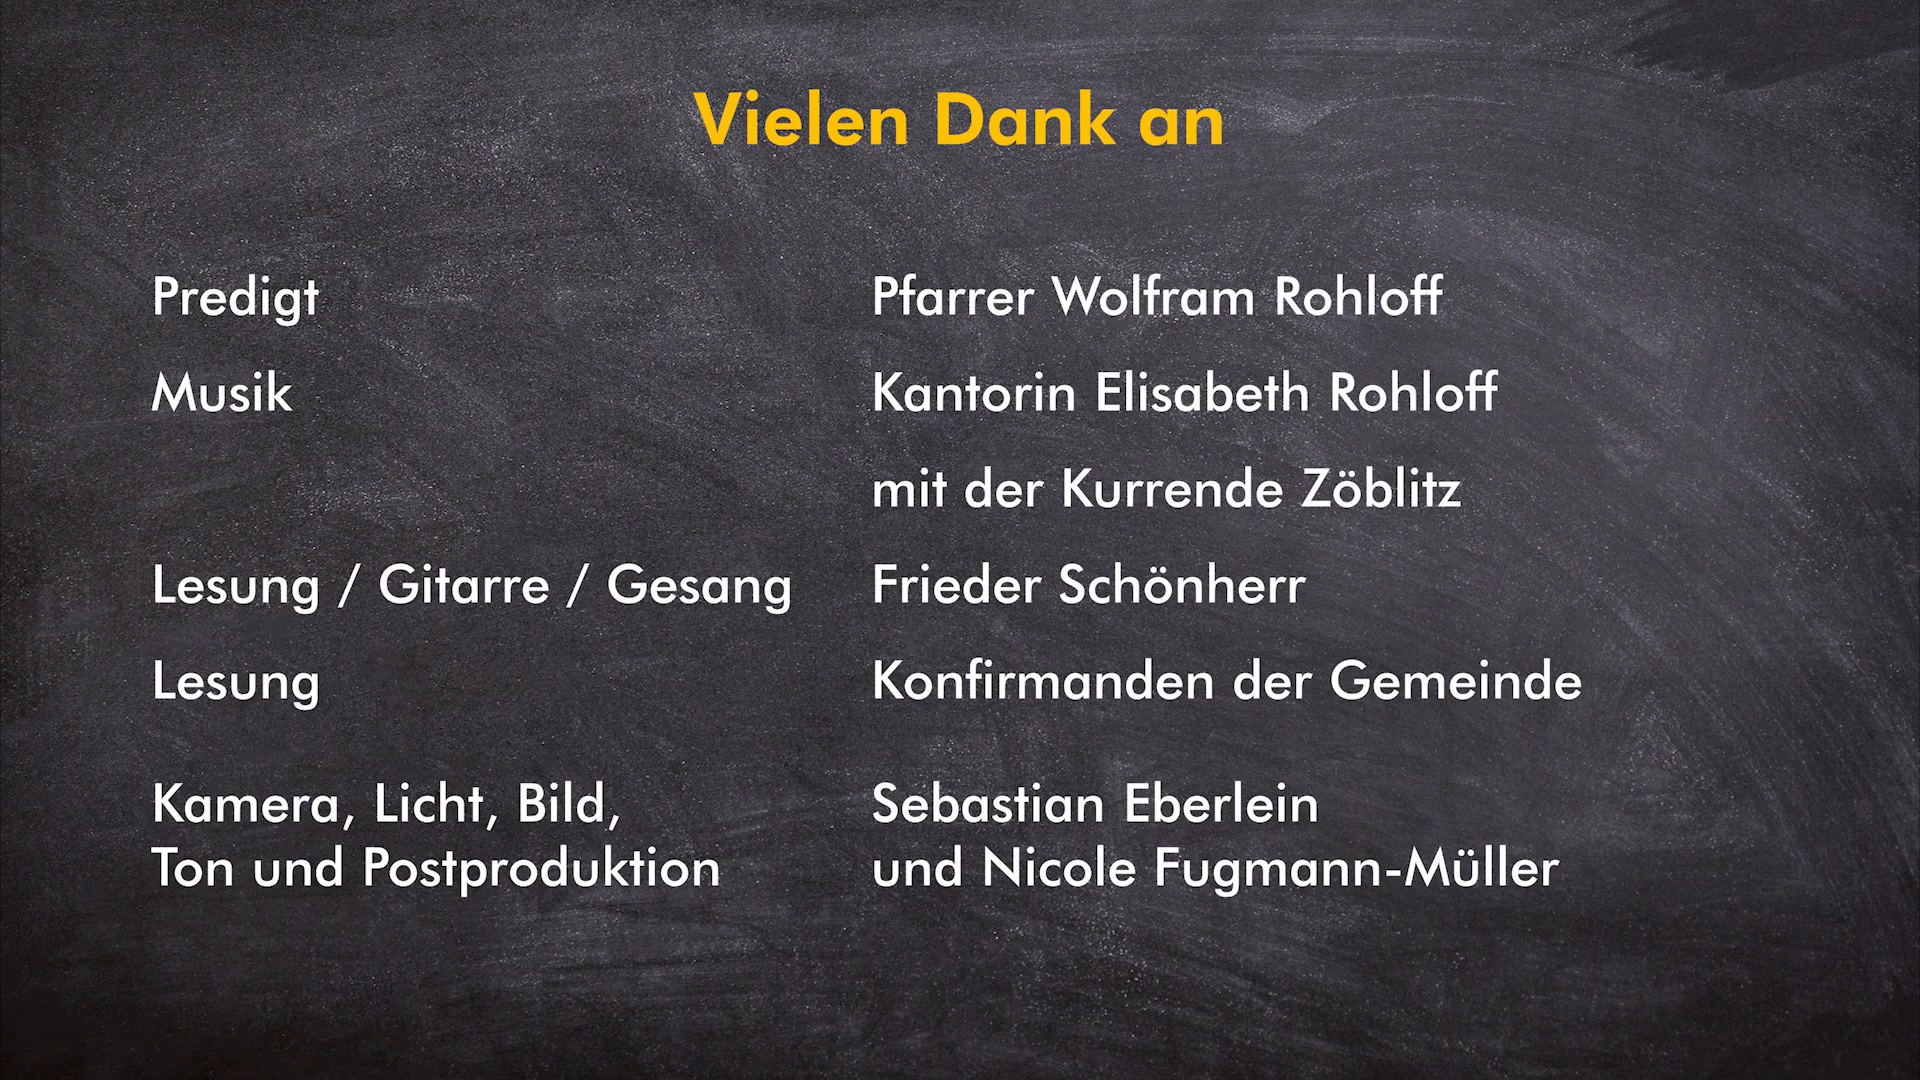 Vielen Dank an
Predigt Pfarrer Wolfram Rohloff
Musik Kantorin Elisabeth Rohloff
mit der Kurrende Zöblitz
Lesung / Gitarre / Gesang Frieder Schönherr
Lesung Konfirmanden der Gemeinde
Kamera, Licht, Bild, Sebastian Eberlein
Ton und Postproduktion und Nicole Fugmann-Müller